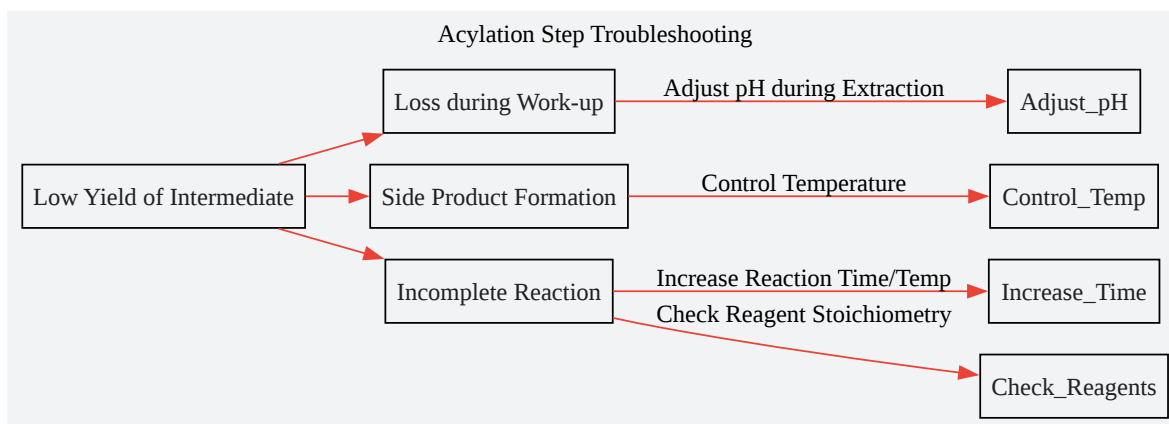 Acylation Step Troubleshooting
Loss during Work-up
Adjust pH during Extraction
Adjust_pH
Low Yield of Intermediate
Side Product Formation
Control Temperature
Control_Temp
Incomplete Reaction
Increase Reaction Time/Temp
Increase_Time
Check Reagent Stoichiometry
Check_Reagents